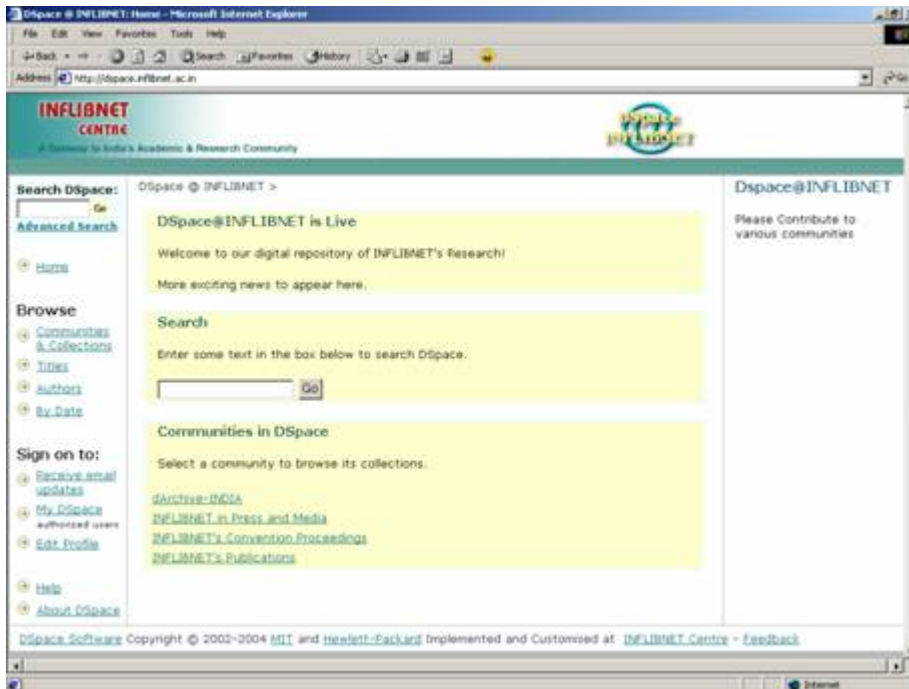 DSpace @ INFLIBNET: Home - Microsoft Internet Explorer
File Edit View Favorites Tools Help
Back Search Favorites History
Address http://dspace.inflibnet.ac.in Go
INFLIBNET
CENTRE
A Gateway to India's Academic & Research Community
DSpace
INFLIBNET
Search DSpace:
Go
Advanced Search
Home
Browse
Communities
& Collections
Titles
Authors
By Date
Sign on to:
Receive email
updates
My DSpace
authorized users
Edit Profile
Help
About DSpace
DSpace @ INFLIBNET >
DSpace@INFLIBNET is Live
Welcome to our digital repository of INFLIBNET's Research!
More exciting news to appear here.
Search
Enter some text in the box below to search DSpace.
Go
Communities in DSpace
Select a community to browse its collections.
dArchive-INDIA
INFLIBNET in Press and Media
INFLIBNET's Convention Proceedings
INFLIBNET's Publications
Dspace@INFLIBNET
Please Contribute to
various communities
DSpace Software Copyright © 2002-2004 MIT and Hewlett-Packard Implemented and Customised at INFLIBNET Centre - Feedback
Internet